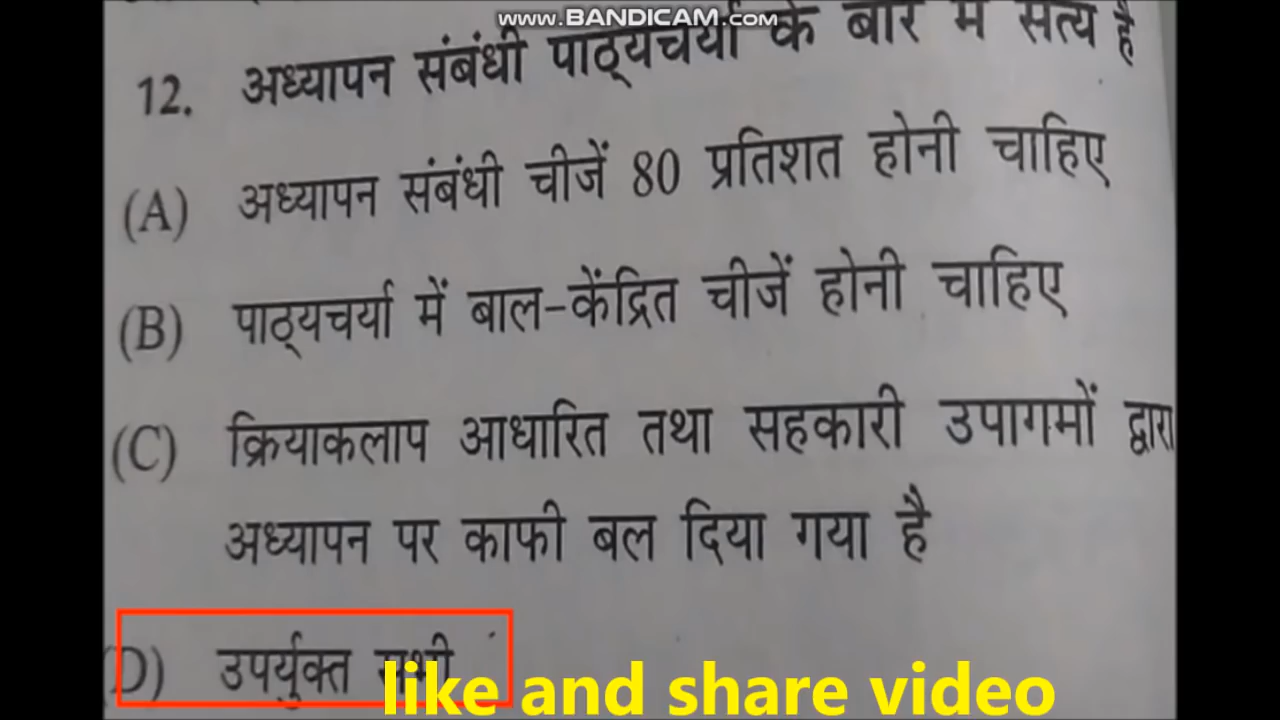 www.BANDICAM.com
12. अध्यापन संबंधी पाठ्यचर्या के बारे में सत्य है
(A) अध्यापन संबंधी चीजें 80 प्रतिशत होनी चाहिए
(B) पाठ्यचर्या में बाल-केंद्रित चीजें होनी चाहिए
(C) क्रियाकलाप आधारित तथा सहकारी उपागमों द्वारा
अध्यापन पर काफी बल दिया गया है
(D) उपर्युक्त सभी
like and share video